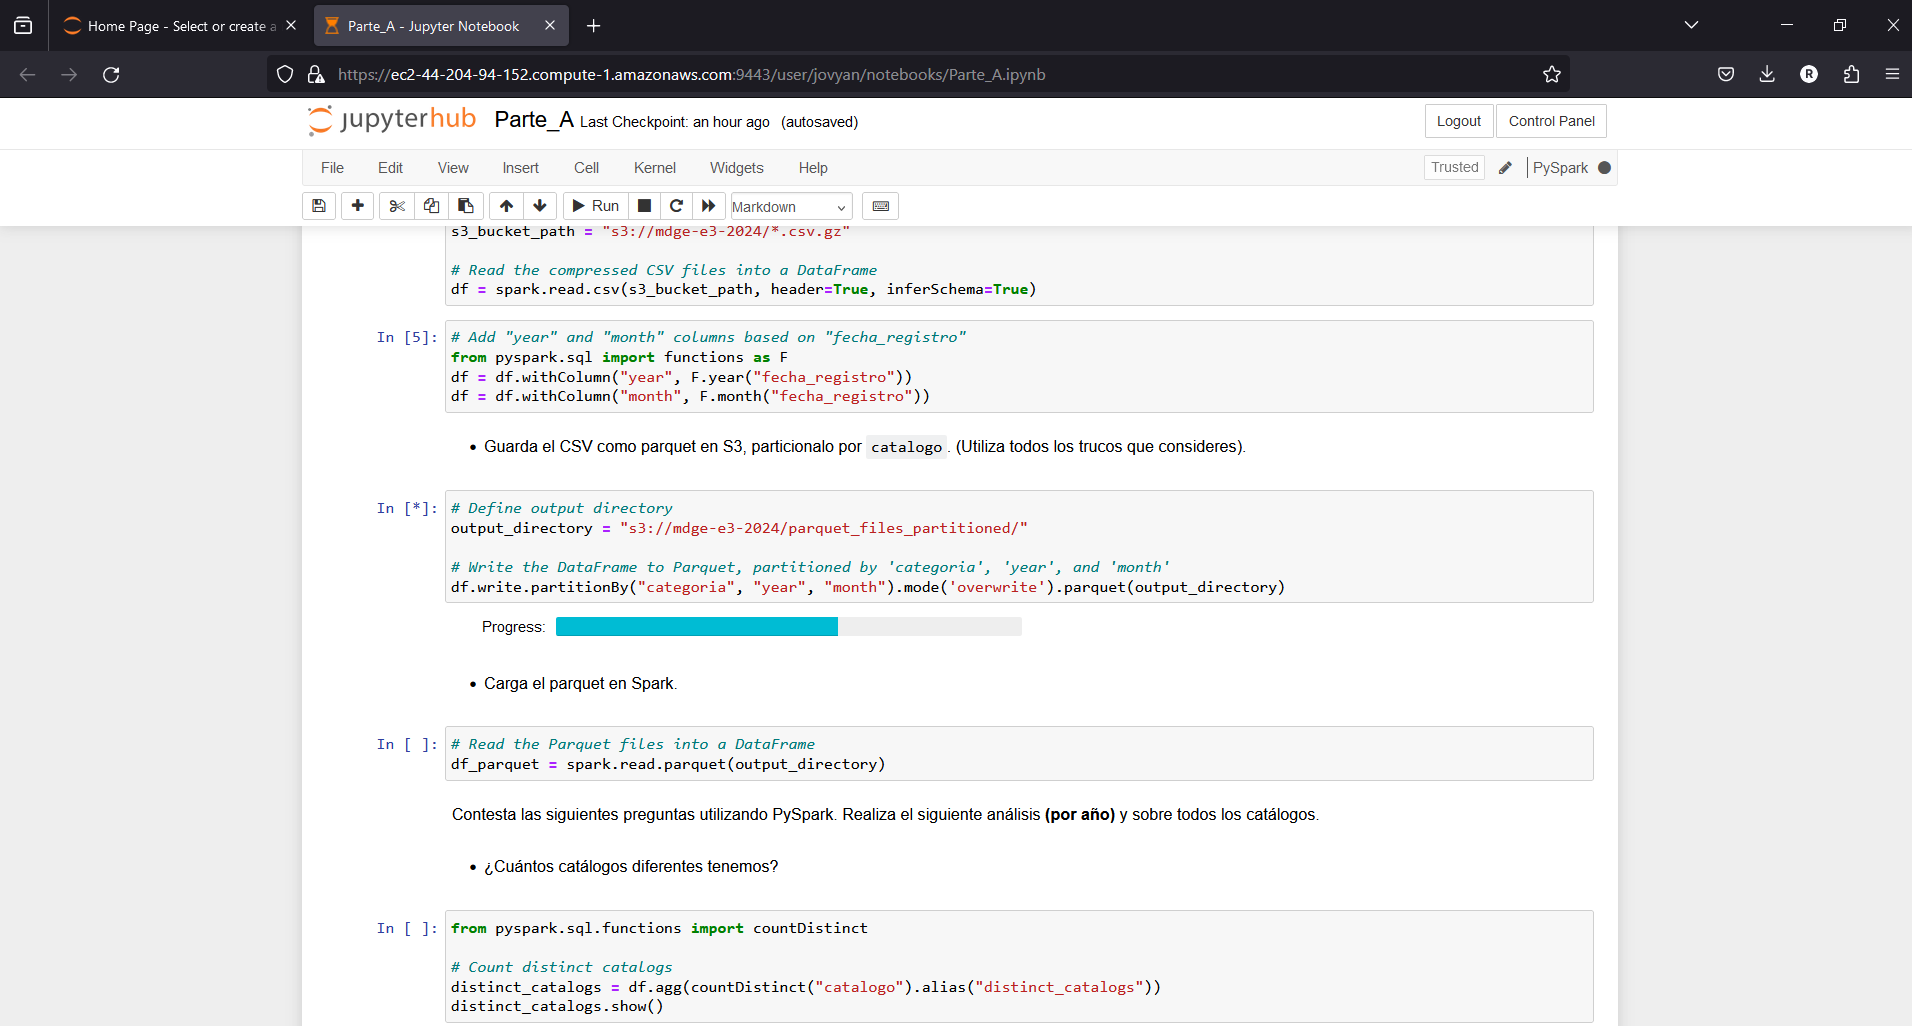 Home Page - Select or create a
Parte_A - Jupyter Notebook
https://ec2-44-204-94-152.compute-1.amazonaws.com:9443/user/jovyan/notebooks/Parte_A.ipynb
R
jupyterhub Parte_A Last Checkpoint: an hour ago (autosaved)
Logout Control Panel
File Edit View Insert Cell Kernel Widgets Help
Trusted PySpark
Run Markdown
s3_bucket_path = "s3://mdge-e3-2024/*.csv.gz"
# Read the compressed CSV files into a DataFrame
df = spark.read.csv(s3_bucket_path, header=True, inferSchema=True)
In [5]: # Add "year" and "month" columns based on "fecha_registro"
from pyspark.sql import functions as F
df = df.withColumn("year", F.year("fecha_registro"))
df = df.withColumn("month", F.month("fecha_registro"))
• Guarda el CSV como parquet en S3, particionalo por catalogo . (Utiliza todos los trucos que consideres).
In [*]: # Define output directory
output_directory = "s3://mdge-e3-2024/parquet_files_partitioned/"
# Write the DataFrame to Parquet, partitioned by 'categoria', 'year', and 'month'
df.write.partitionBy("categoria", "year", "month").mode('overwrite').parquet(output_directory)
Progress:
• Carga el parquet en Spark.
In [ ]: # Read the Parquet files into a DataFrame
df_parquet = spark.read.parquet(output_directory)
Contesta las siguientes preguntas utilizando PySpark. Realiza el siguiente análisis (por año) y sobre todos los catálogos.
• ¿Cuántos catálogos diferentes tenemos?
In [ ]: from pyspark.sql.functions import countDistinct
# Count distinct catalogs
distinct_catalogs = df.agg(countDistinct("catalogo").alias("distinct_catalogs"))
distinct_catalogs.show()